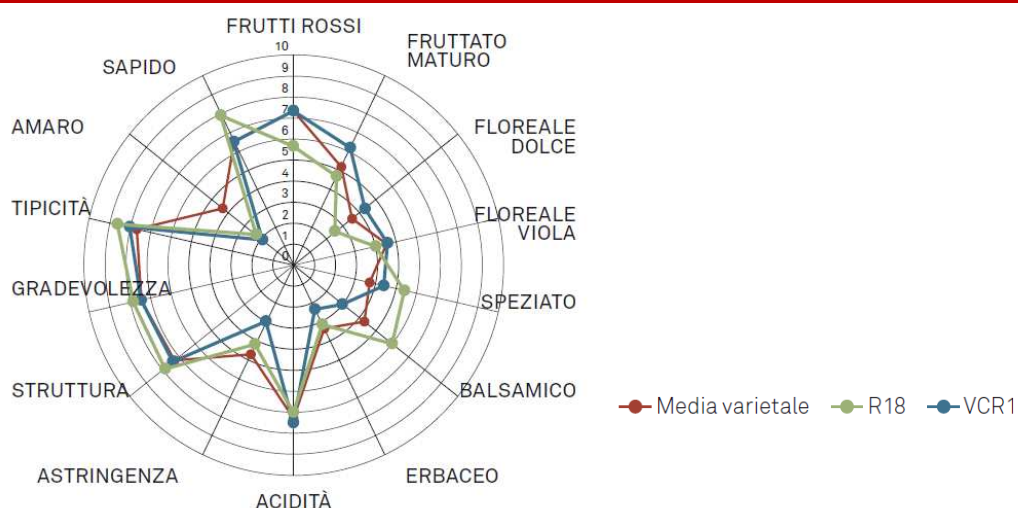 FRUTTI ROSSI
FRUTTATO
MATURO
FLOREALE
DOLCE
FLOREALE
VIOLA
SPEZIATO
BALSAMICO
ERBACEO
ACIDITÀ
ASTRINGENZA
STRUTTURA
GRADEVOLEZZA
TIPICITÀ
AMARO
SAPIDO
10
9
8
7
6
5
4
3
2
1
0
Media varietale
R18
VCR1